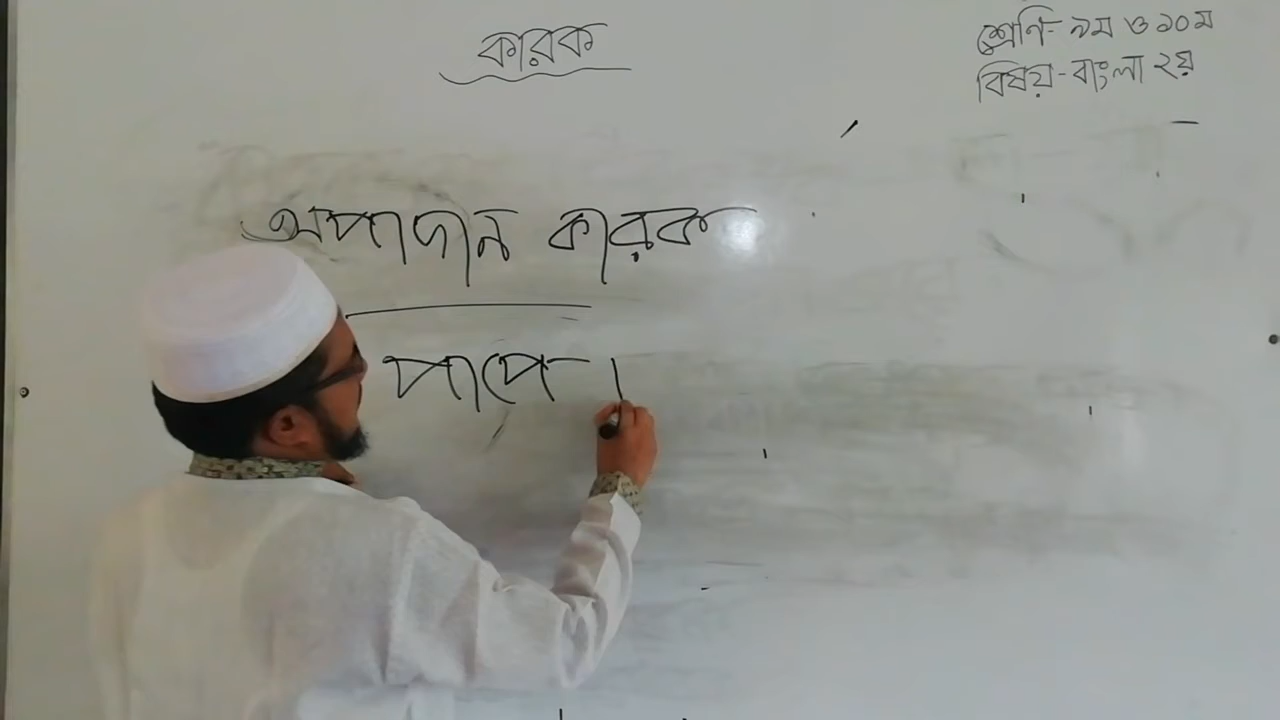 কারক
শ্রেণি- ৯ম ও ১০ম
বিষয়- বাংলা ২য়
অপাদান কারক
পাপে